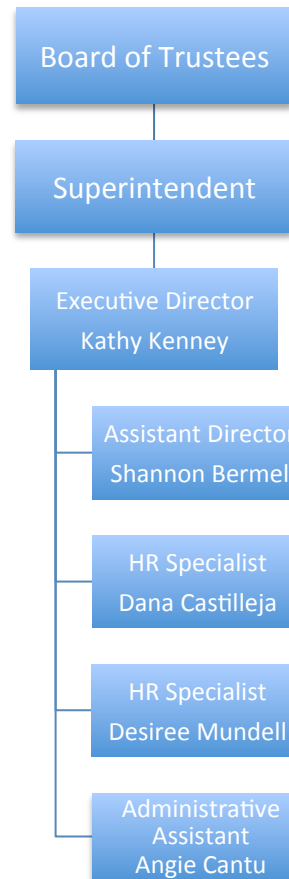 Board of Trustees
Superintendent
Executive Director
Kathy Kenney
Assistant Director
Shannon Bermel
HR Specialist
Dana Castilleja
HR Specialist
Desiree Mundell
Administrative
Assistant
Angie Cantu